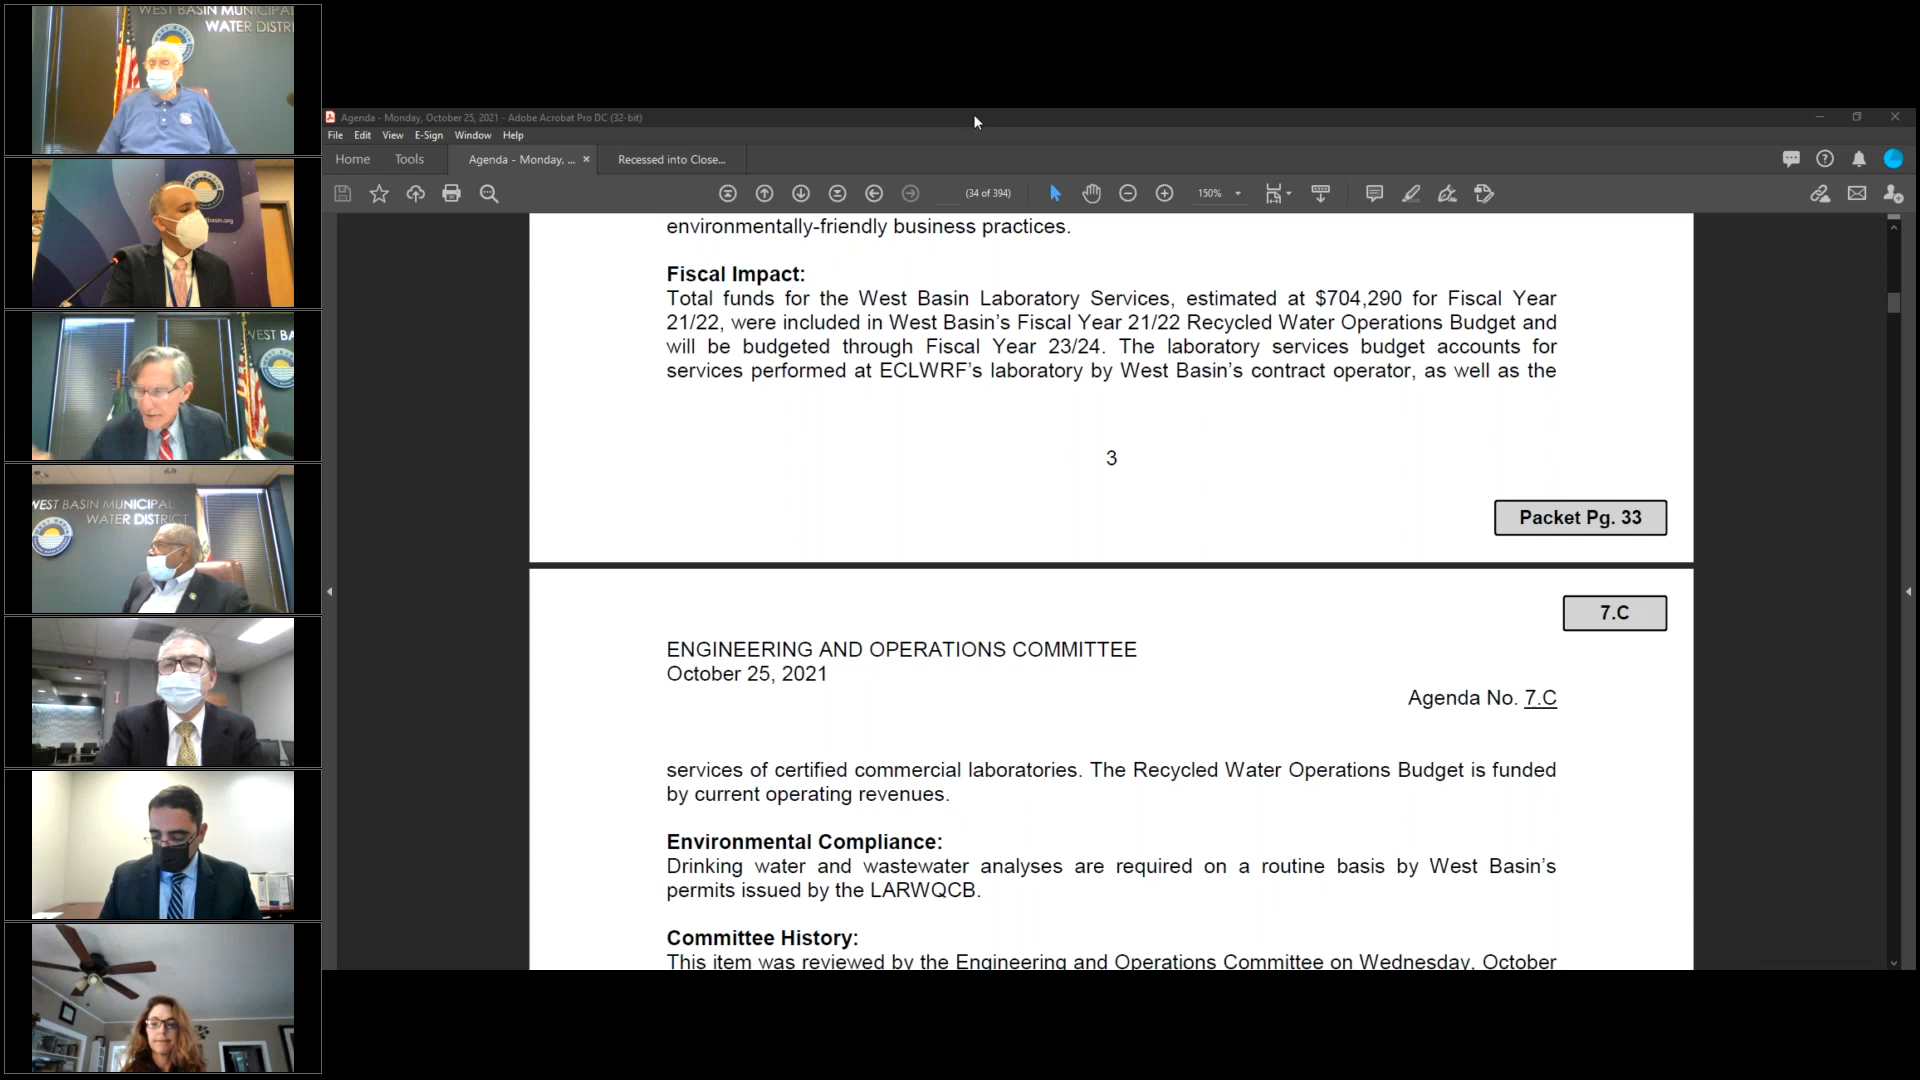 WEST BASIN MUNICIPAL
WATER DISTRI
WEST BA
WEST BASIN MUNICIPAL
WATER DISTRICT
Agenda - Monday, October 25, 2021 - Adobe Acrobat Pro DC (32-bit)
File Edit View E-Sign Window Help
Home Tools Agenda - Monday, ... × Recessed into Close...
(34 of 394) 150%
environmentally-friendly business practices.
Fiscal Impact:
Total funds for the West Basin Laboratory Services, estimated at $704,290 for Fiscal Year
21/22, were included in West Basin’s Fiscal Year 21/22 Recycled Water Operations Budget and
will be budgeted through Fiscal Year 23/24. The laboratory services budget accounts for
services performed at ECLWRF’s laboratory by West Basin’s contract operator, as well as the
3
Packet Pg. 33
7.C
ENGINEERING AND OPERATIONS COMMITTEE
October 25, 2021
Agenda No. 7.C
services of certified commercial laboratories. The Recycled Water Operations Budget is funded
by current operating revenues.
Environmental Compliance:
Drinking water and wastewater analyses are required on a routine basis by West Basin’s
permits issued by the LARWQCB.
Committee History:
This item was reviewed by the Engineering and Operations Committee on Wednesday, October